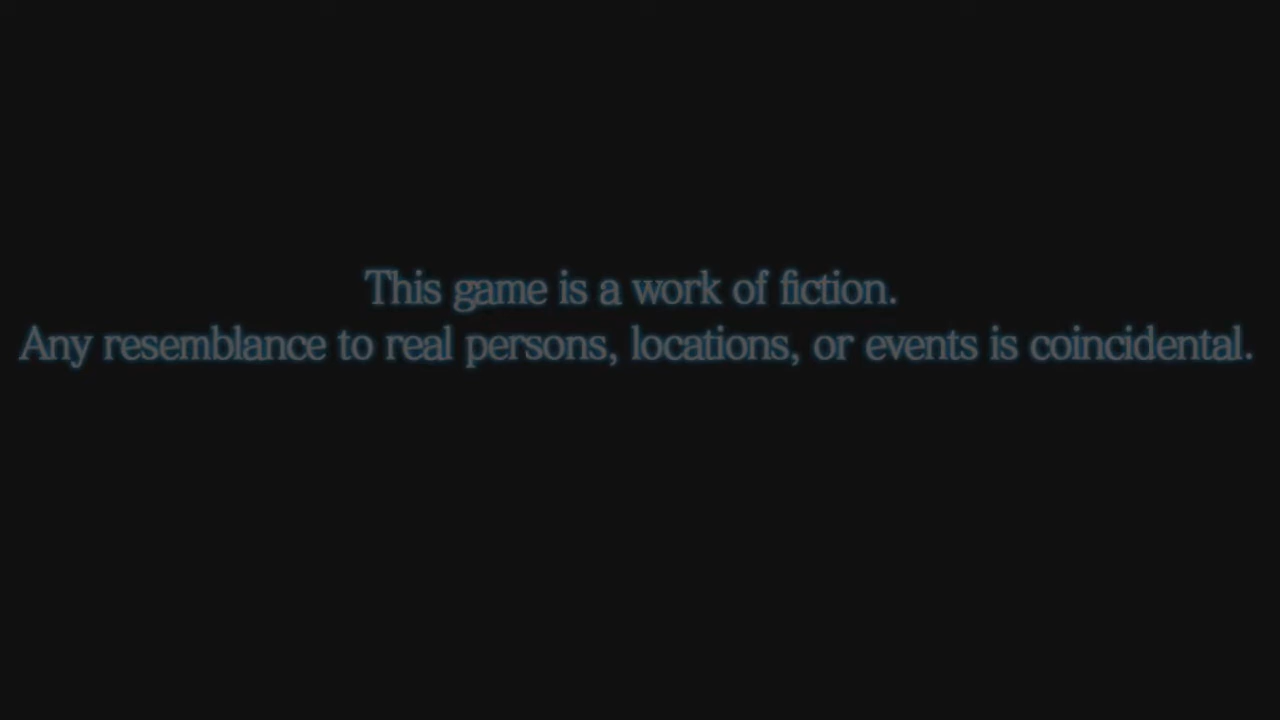 This game is a work of fiction.
Any resemblance to real persons, locations, or events is coincidental.